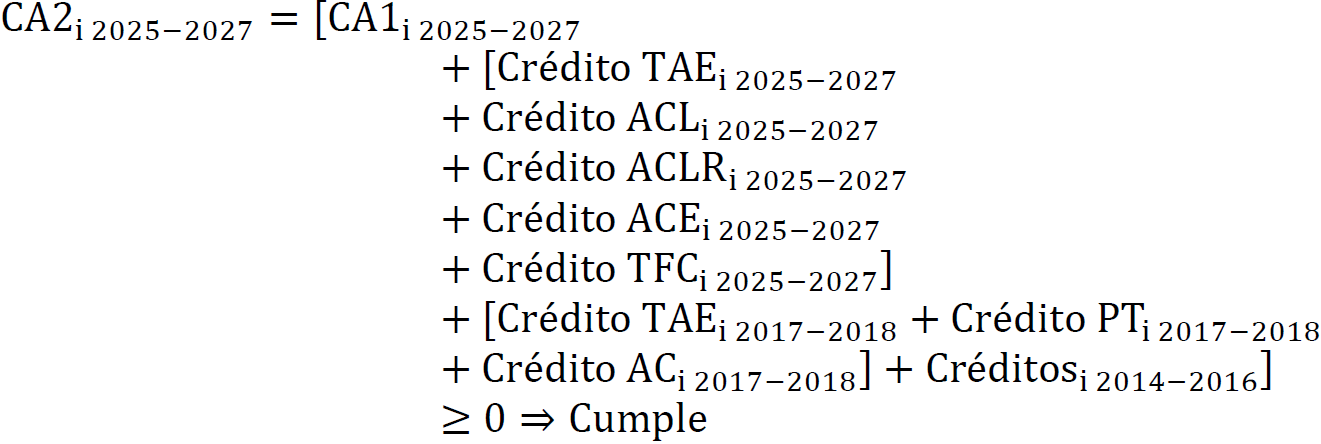 CA2ᵢ ₂₀₂₅₋₂₀₂₇ = [CA1ᵢ ₂₀₂₅₋₂₀₂₇
+ [Crédito TAEᵢ ₂₀₂₅₋₂₀₂₇
+ Crédito ACLᵢ ₂₀₂₅₋₂₀₂₇
+ Crédito ACLRᵢ ₂₀₂₅₋₂₀₂₇
+ Crédito ACEᵢ ₂₀₂₅₋₂₀₂₇
+ Crédito TFCᵢ ₂₀₂₅₋₂₀₂₇]
+ [Crédito TAEᵢ ₂₀₁₇₋₂₀₁₈ + Crédito PTᵢ ₂₀₁₇₋₂₀₁₈
+ Crédito ACᵢ ₂₀₁₇₋₂₀₁₈] + Créditosᵢ ₂₀₁₄₋₂₀₁₆]
≥ 0 ⇒ Cumple